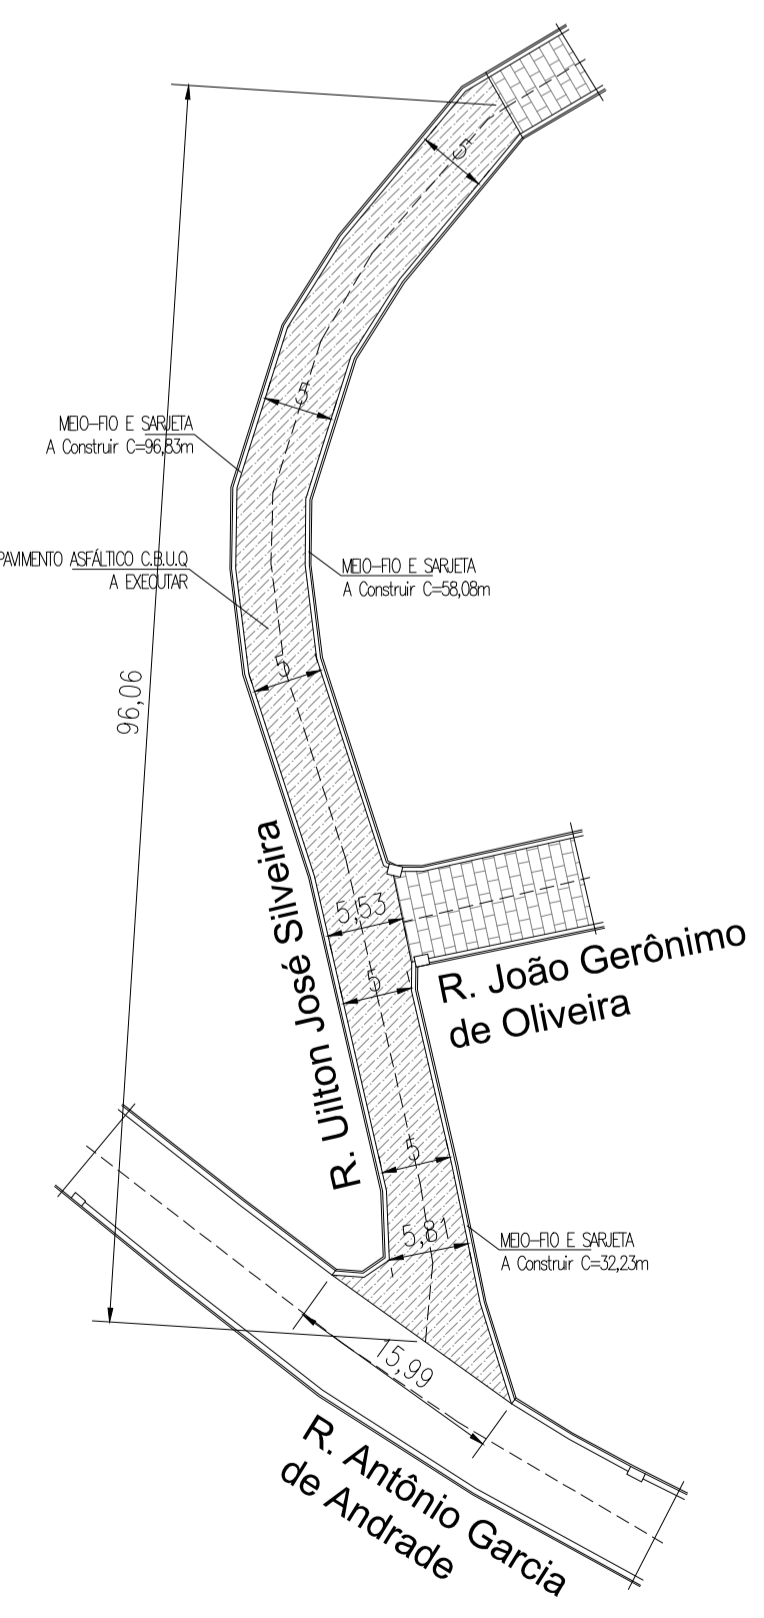 5
5
MEIO-FIO E SARJETA
A Construir C=96,83m
PAVIMENTO ASFÁLTICO C.B.U.Q
A EXECUTAR
MEIO-FIO E SARJETA
A Construir C=58,08m
5
96,06
R. Uilton José Silveira
5,53
5
R. João Gerônimo
de Oliveira
5
5,81
MEIO-FIO E SARJETA
A Construir C=32,23m
15,99
R. Antônio Garcia
de Andrade